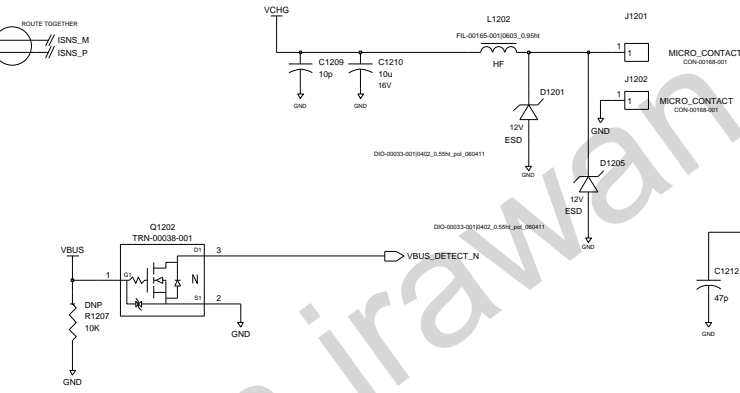 ROUTE TOGETHER
ISNS_M
ISNS_P
VCHG
C1209
10p
GND
C1210
10u
16V
GND
L1202
FIL-00165-001|0603_0.95ht
HF
D1201
12V
ESD
DIO-00033-001|0402_0.55ht_pol_060411
GND
J1201
1
1
MICRO_CONTACT
CON-00168-001
J1202
1
1
MICRO_CONTACT
CON-00168-001
GND
D1205
12V
ESD
DIO-00033-001|0402_0.55ht_pol_060411
GND
Q1202
TRN-00038-001
VBUS
1
G1
D1
3
N
S1
2
VBUS_DETECT_N
GND
DNP
R1207
10K
GND
C1212
47p
GND
irawan